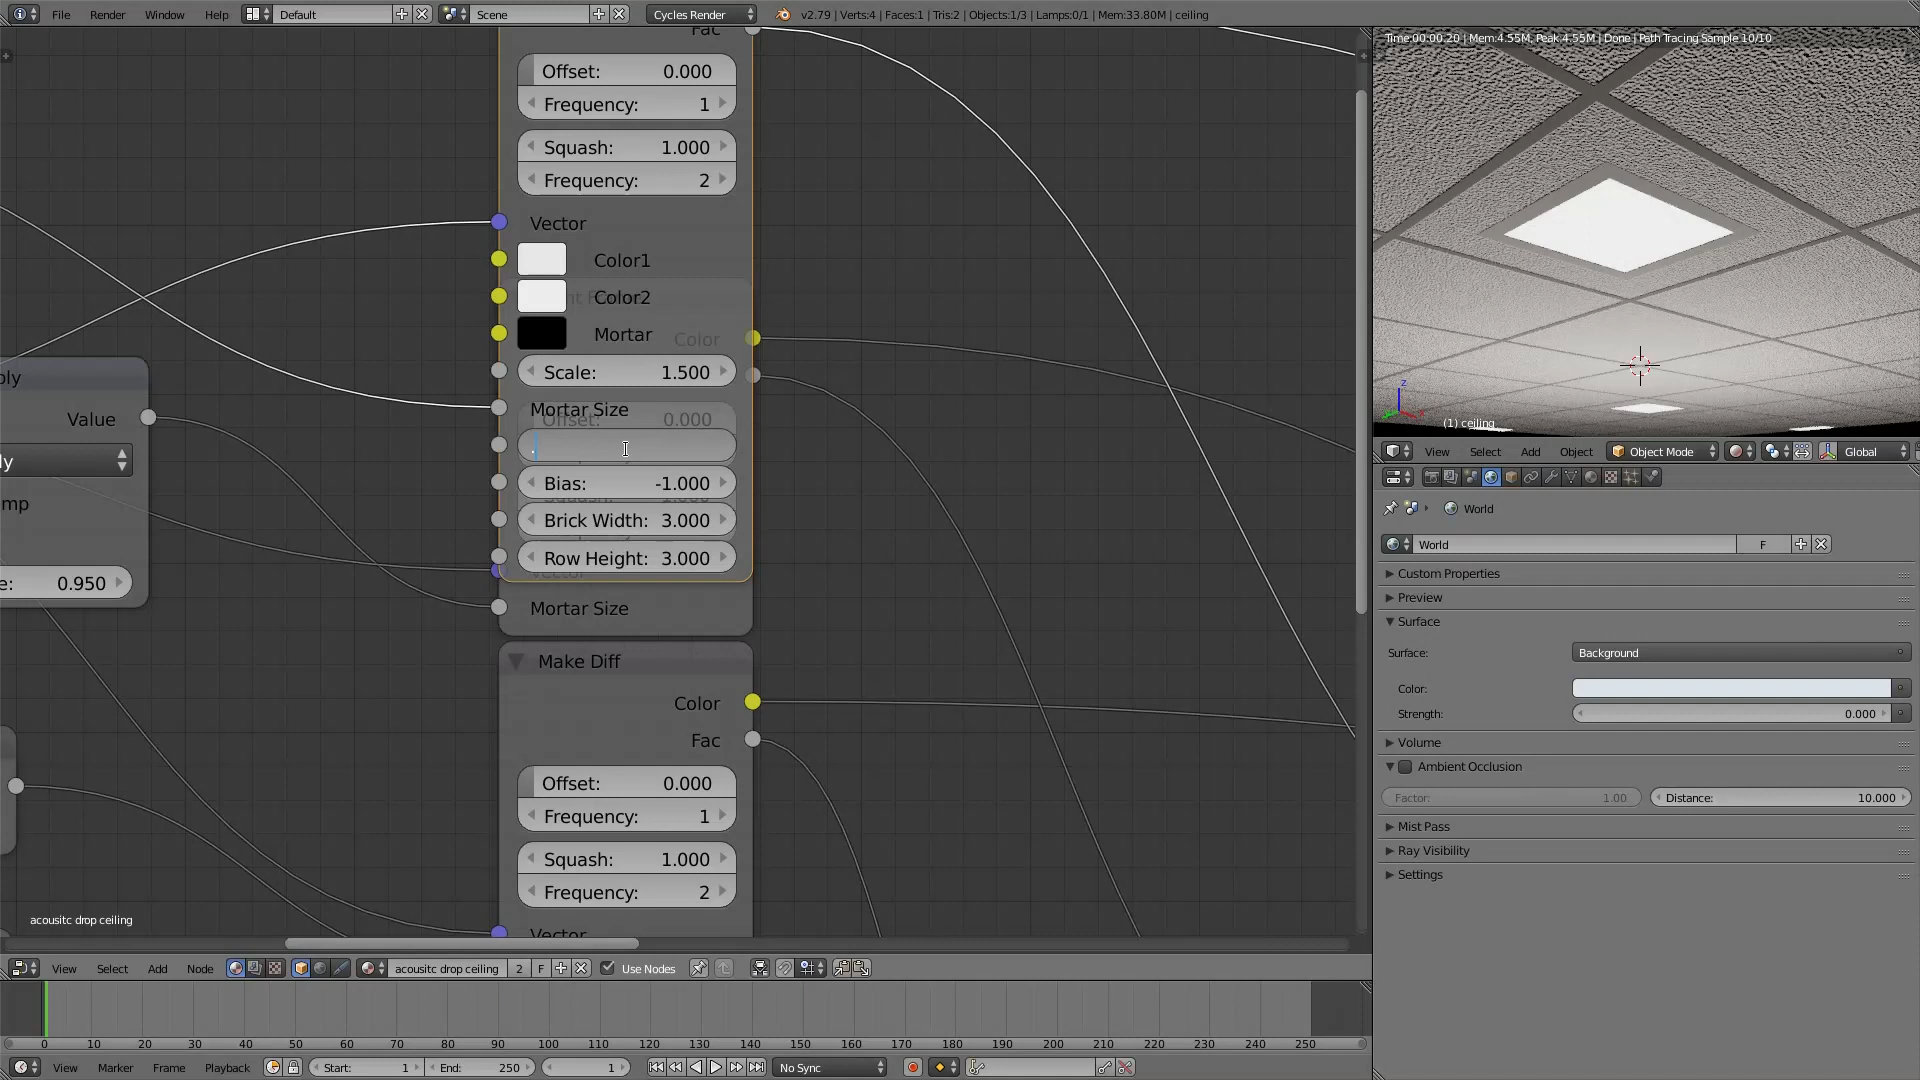 File Render Window Help Default Scene Cycles Render v2.79 | Verts:4 | Faces:1 | Tris:2 | Objects:1/3 | Lamps:0/1 | Mem:33.80M | ceiling
Time:00:00.20 | Mem:4.55M, Peak:4.55M | Done | Path Tracing Sample 10/10
Fac
Offset: 0.000
Frequency: 1
Squash: 1.000
Frequency: 2
Vector
Color1
Color2
Mortar
Color
Scale: 1.500
Mortar Size
Offset: 0.000
.
Bias: -1.000
Brick Width: 3.000
Row Height: 3.000
Vector
Mortar Size
Make Diff
Color
Fac
Offset: 0.000
Frequency: 1
Squash: 1.000
Frequency: 2
Vector
ply
Value
ly
mp
e: 0.950
acousitc drop ceiling
View Select Add Node acousitc drop ceiling 2 F Use Nodes
0 10 20 30 40 50 60 70 80 90 100 110 120 130 140 150 160 170 180 190 200 210 220 230 240 250
View Marker Frame Playback Start: 1 End: 250 1 No Sync
z
(1) ceiling
View Select Add Object Object Mode Global
World
World F
Custom Properties
Preview
Surface
Surface: Background
Color:
Strength: 0.000
Volume
Ambient Occlusion
Factor: 1.00 Distance: 10.000
Mist Pass
Ray Visibility
Settings